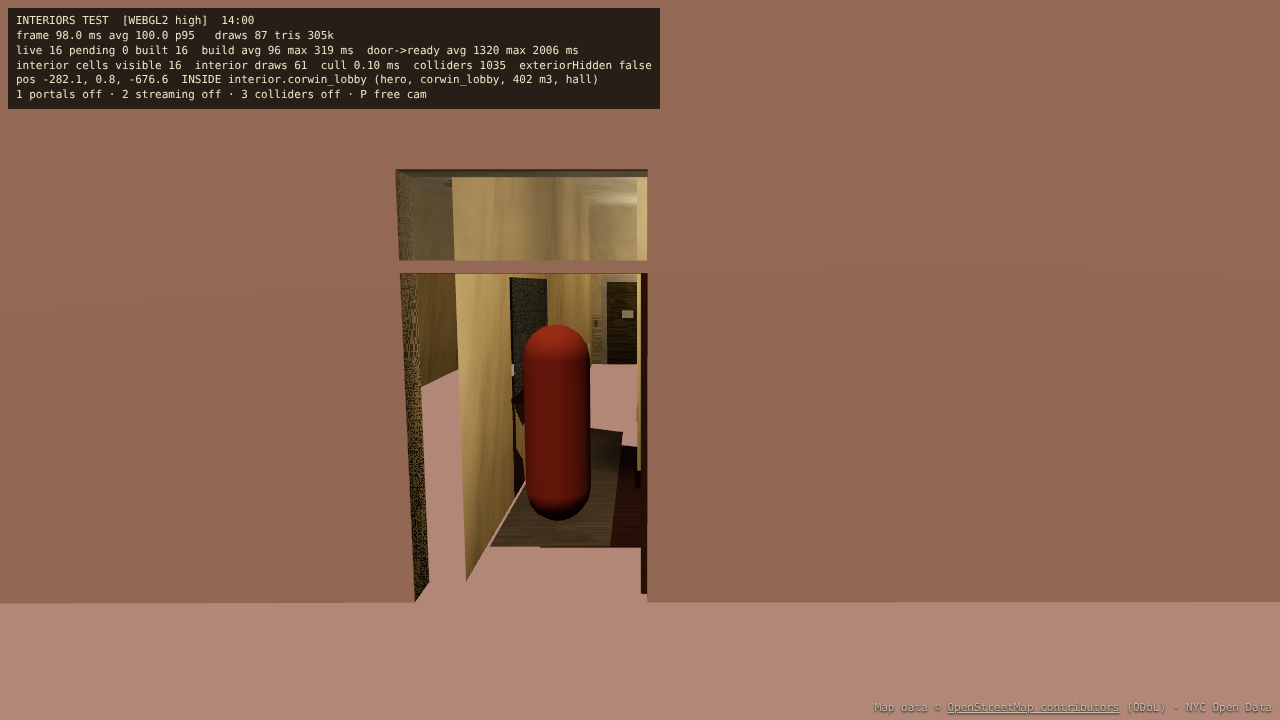 INTERIORS TEST  [WEBGL2 high]  14:00
frame 98.0 ms avg 100.0 p95   draws 87 tris 305k
live 16 pending 0 built 16  build avg 96 max 319 ms  door->ready avg 1320 max 2006 ms
interior cells visible 16  interior draws 61  cull 0.10 ms  colliders 1035  exteriorHidden false
pos -282.1, 0.8, -676.6  INSIDE interior.corwin_lobby (hero, corwin_lobby, 402 m3, hall)
1 portals off · 2 streaming off · 3 colliders off · P free cam
Map data © OpenStreetMap contributors (ODbL) · NYC Open Data